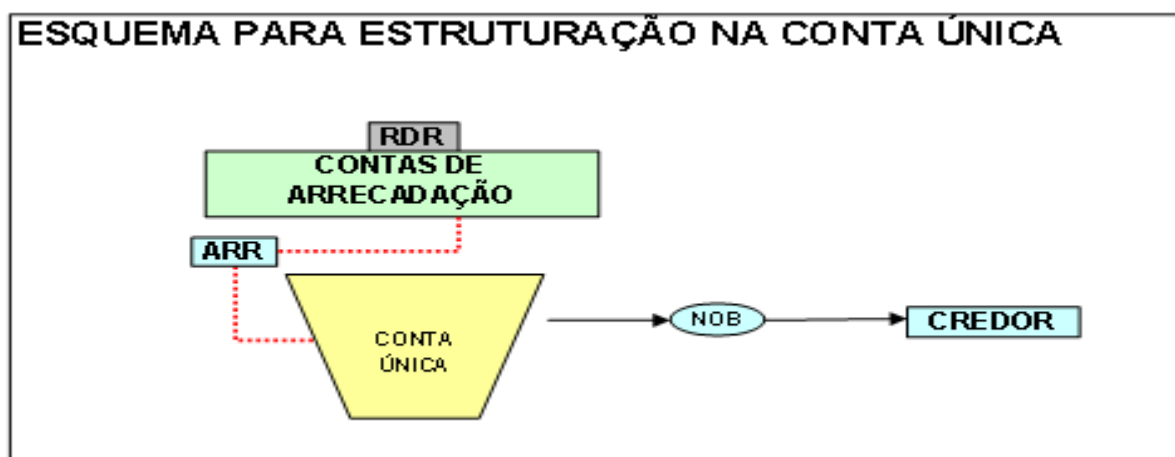 ESQUEMA PARA ESTRUTURAÇÃO NA CONTA ÚNICA
RDR
CONTAS DE
ARRECADAÇÃO
ARR
CONTA
ÚNICA
NOB
CREDOR